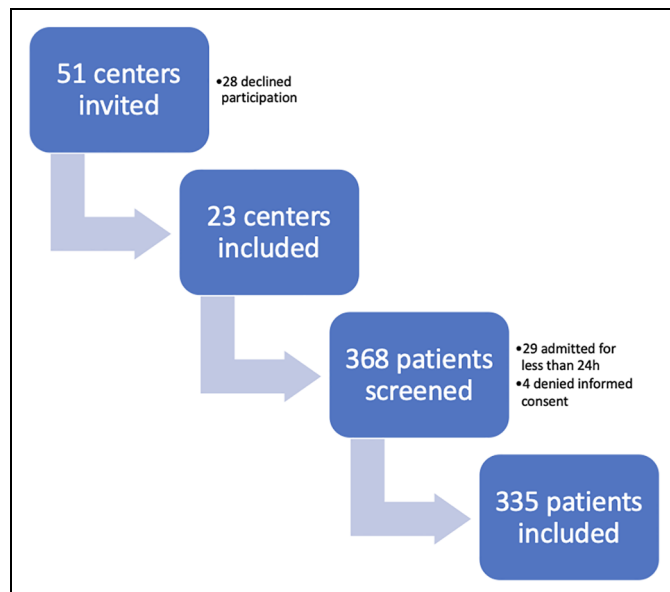 51 centers
invited
•28 declined
participation
23 centers
included
368 patients
screened
•29 admitted for
less than 24h
•4 denied informed
consent
335 patients
included